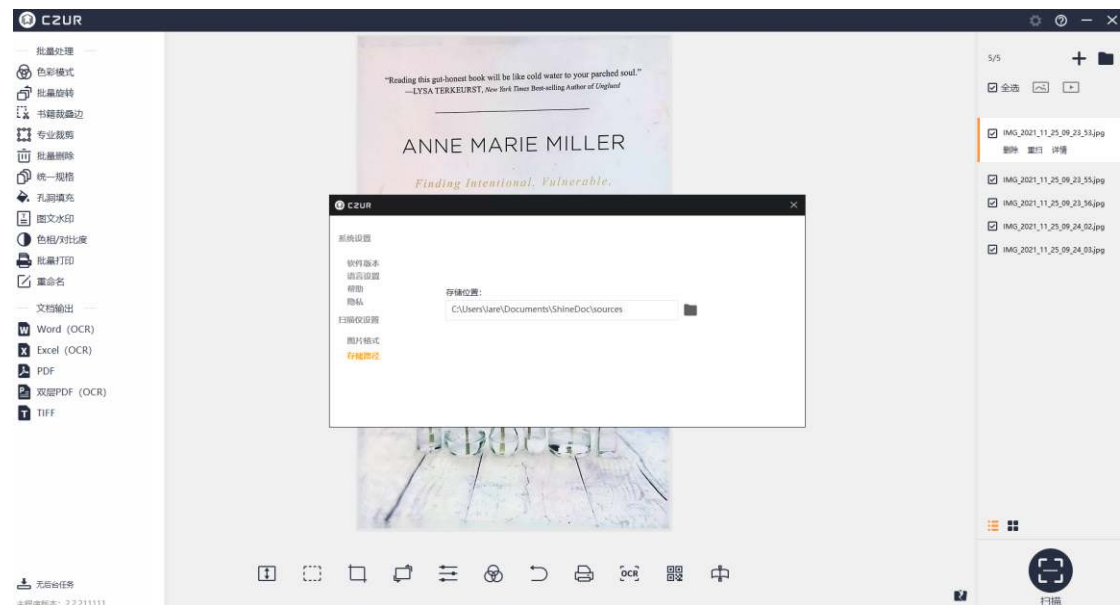 CZUR
批量处理
色彩模式
批量旋转
书籍裁叠边
专业裁剪
批量删除
统一规格
孔洞填充
图文水印
色相/对比度
批量打印
重命名
文档输出
Word (OCR)
Excel (OCR)
PDF
双层PDF (OCR)
TIFF
无后台任务
主程序版本: 2.2.211111
“Reading this gut-honest book will be like cold water to your parched soul.”
—LYSA TERKEURST, New York Times Best-selling Author of Unglued
ANNE MARIE MILLER
Finding Intentional, Vulnerable,
CZUR
系统设置
软件版本
语言设置
帮助
隐私
扫描仪设置
图片格式
存储路径
存储位置:
C:\Users\lare\Documents\ShineDoc\sources
OCR
5/5
全选
IMG_2021_11_25_09_23_53.jpg
删除 重扫 详情
IMG_2021_11_25_09_23_55.jpg
IMG_2021_11_25_09_23_56.jpg
IMG_2021_11_25_09_24_02.jpg
IMG_2021_11_25_09_24_03.jpg
扫描